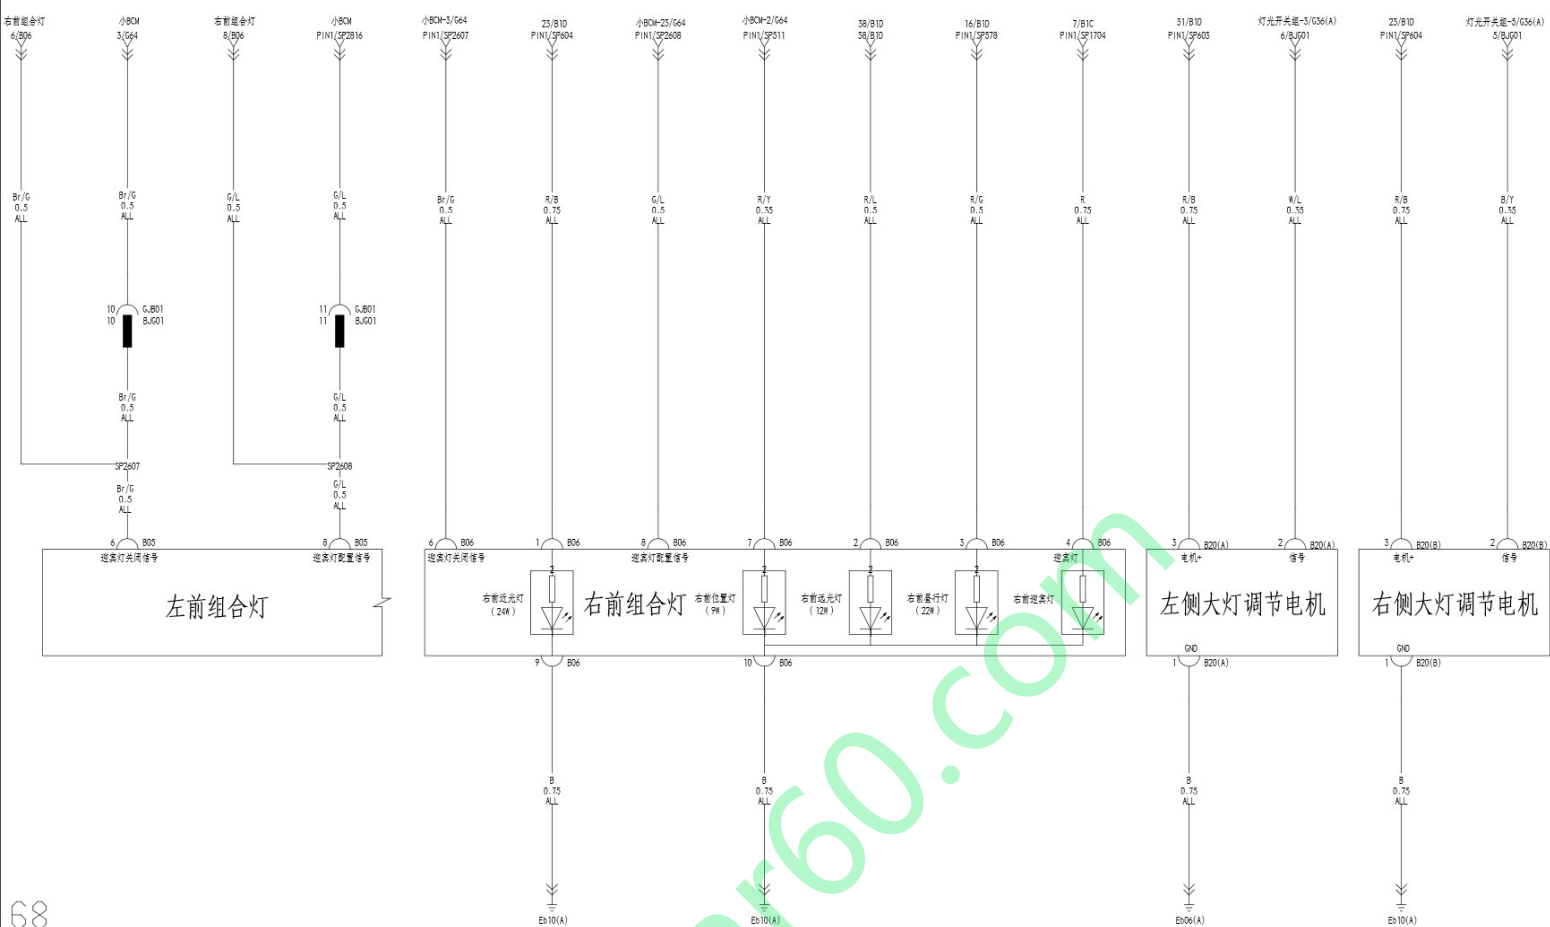 右前组合灯
6/B06
小BCM
3/G64
右前组合灯
8/B06
小BCM
PIN1/SP2816
小BCM-3/G64
PIN1/SP2607
23/B1D
PIN1/SP604
小BCM-23/G64
PIN1/SP2608
小BCM-2/G64
PIN1/SP511
38/B1D
38/B1D
16/B1D
PIN1/SP578
7/B1C
PIN1/SP1704
31/B1D
PIN1/SP603
灯光开关组-3/G36(A)
6/BJG01
23/B1D
PIN1/SP604
灯光开关组-5/G36(A)
5/BJG01
Br/G
0.5
ALL
Br/G
0.5
ALL
G/L
0.5
ALL
G/L
0.5
ALL
Br/G
0.5
ALL
R/B
0.75
ALL
G/L
0.5
ALL
R/Y
0.35
ALL
R/L
0.5
ALL
R/G
0.5
ALL
R
0.75
ALL
R/B
0.75
ALL
W/L
0.35
ALL
R/B
0.75
ALL
B/Y
0.35
ALL
10 GJB01
10 BJG01
11 GJB01
11 BJG01
Br/G
0.5
ALL
G/L
0.5
ALL
SP2607
SP2608
Br/G
0.5
ALL
G/L
0.5
ALL
6 B05
8 B05
6 B06
1 B06
8 B06
7 B06
2 B06
3 B06
4 B06
3 B20(A)
2 B20(A)
3 B20(B)
2 B20(B)
迎宾灯关闭信号
迎宾灯配置信号
迎宾灯关闭信号
迎宾灯配置信号
迎宾灯
电机+
信号
电机+
信号
2
2
2
3
4
左前组合灯
右前近光灯
(24W)
右前组合灯
右前位置灯
(9W)
右前远光灯
(12W)
右前昼行灯
(22W)
右前迎宾灯
左侧大灯调节电机
右侧大灯调节电机
GND
GND
9 B06
10 B06
1 B20(A)
1 B20(B)
B
0.75
ALL
B
0.75
ALL
B
0.75
ALL
B
0.75
ALL
Eb10(A)
Eb10(A)
Eb06(A)
Eb10(A)
68
r60.com